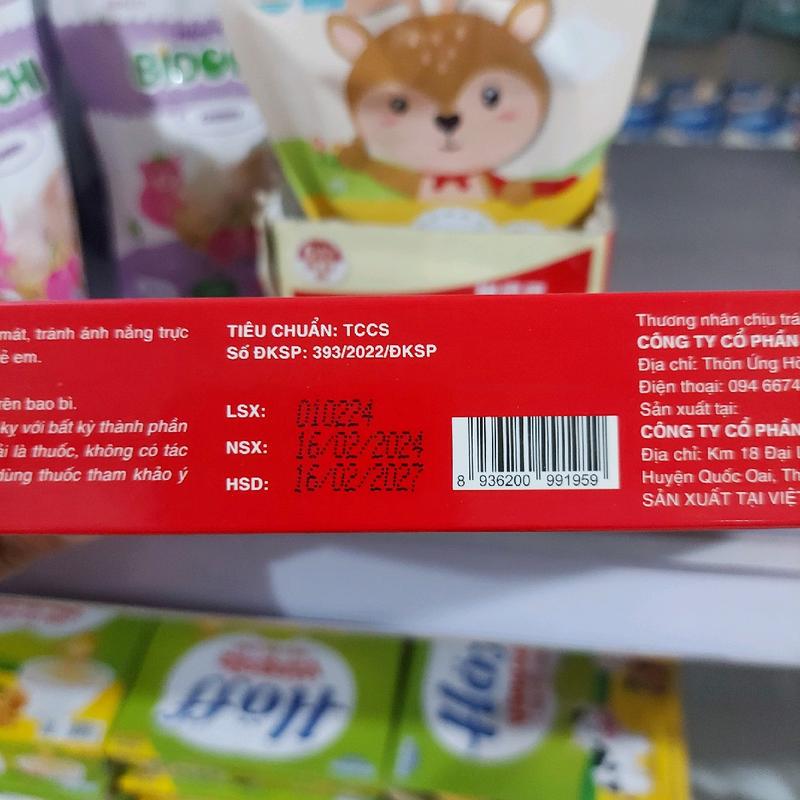 BIDOCHI
mát, tránh ánh nắng trực
ẻ em.
rên bao bì.
kỵ với bất kỳ thành phần
ải là thuốc, không có tác
dùng thuốc tham khảo ý
TIÊU CHUẨN: TCCS
Số ĐKSP: 393/2022/ĐKSP
LSX: 010224
NSX: 16/02/2024
HSD: 16/02/2027
8 936200 991959
Thương nhân chịu trá
CÔNG TY CỔ PHẦN
Địa chỉ: Thôn Ứng Hò
Điện thoại: 094 6674
Sản xuất tại:
CÔNG TY CỔ PHẦN
Địa chỉ: Km 18 Đại L
Huyện Quốc Oai, Th
SẢN XUẤT TẠI VIỆT
Hoff